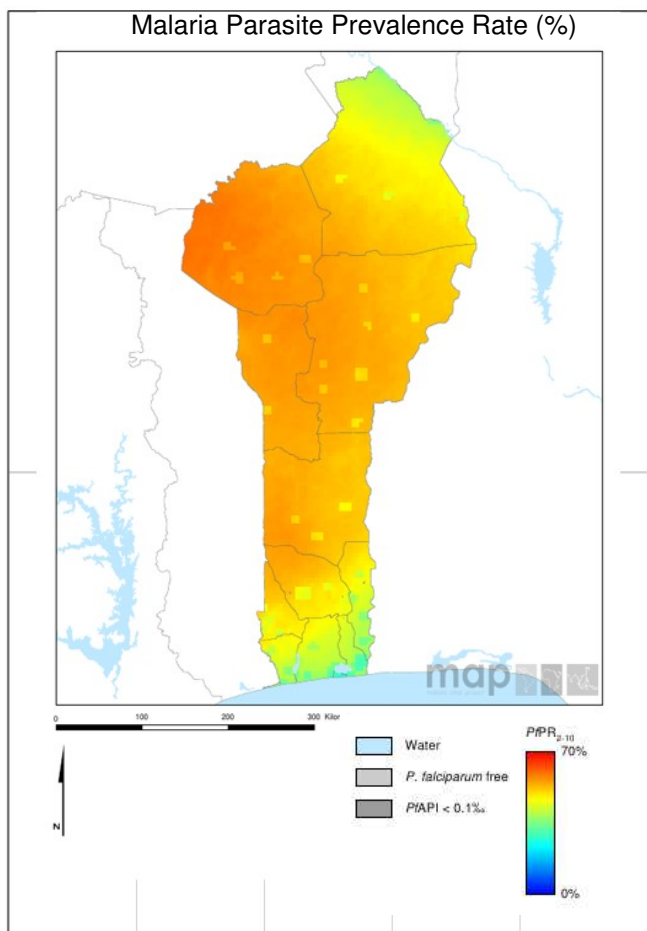 Malaria Parasite Prevalence Rate (%)
map
0 100 200 300 Kilor
N
Water
P. falciparum free
PfAPI < 0.1‰
PfPR2-10
70%
0%